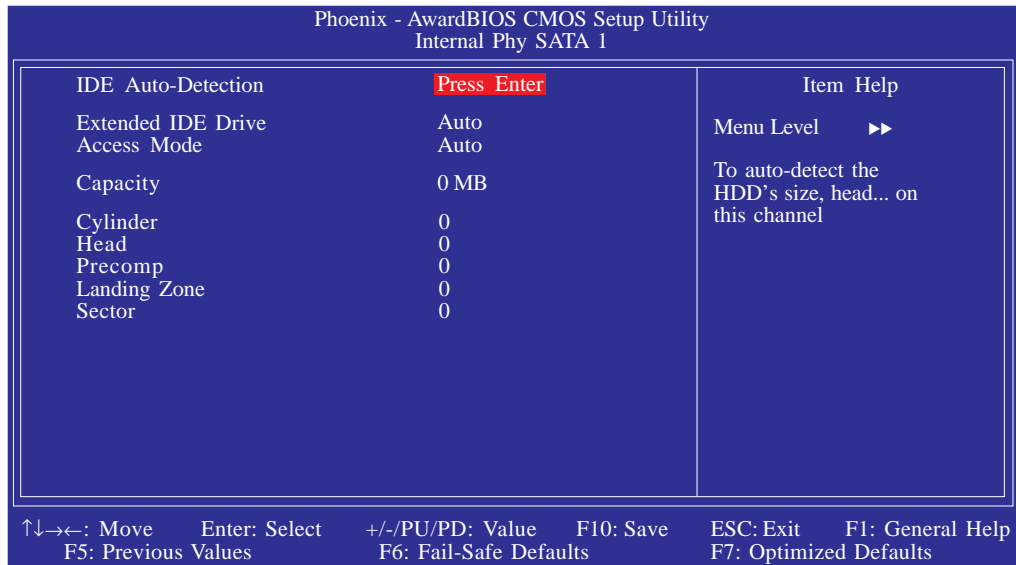 Phoenix - AwardBIOS CMOS Setup Utility
Internal Phy SATA 1
IDE Auto-Detection Press Enter
Extended IDE Drive Auto
Access Mode Auto
Capacity 0 MB
Cylinder 0
Head 0
Precomp 0
Landing Zone 0
Sector 0
Item Help
Menu Level ▶▶
To auto-detect the
HDD’s size, head... on
this channel
↑↓→←: Move Enter: Select +/-/PU/PD: Value F10: Save ESC: Exit F1: General Help
F5: Previous Values F6: Fail-Safe Defaults F7: Optimized Defaults